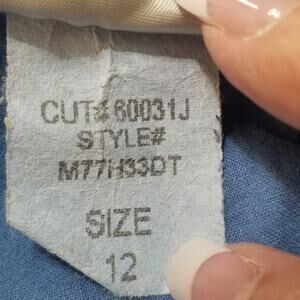 CUT# 60031J
STYLE#
M77H33DT
SIZE
12